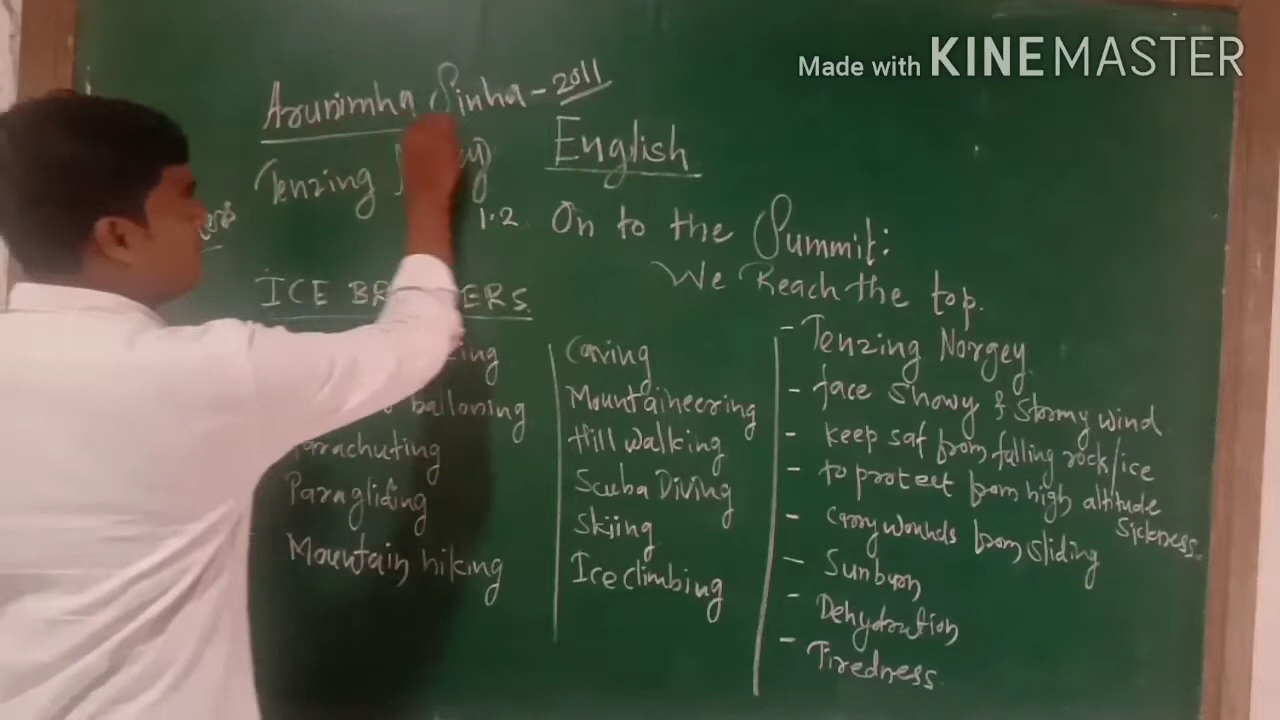 Made with KINEMASTER
Arunimha Sinha - 2011
English
Tenzing
1.2 On to the Summit:
We Reach the top.
ICE BR ERS
balloning
Parachuting
Paragliding
Mountain hiking
Caving
Mountaineering
Hill walking
Scuba Diving
Skiing
Ice climbing
- Tenzing Norgey
- face snowy & stormy wind
- keep saf from falling rock/ice
- to protect from high altitude
sickness.
- Carry wounds from sliding
- Sunburn
- Dehydration
- Tiredness.